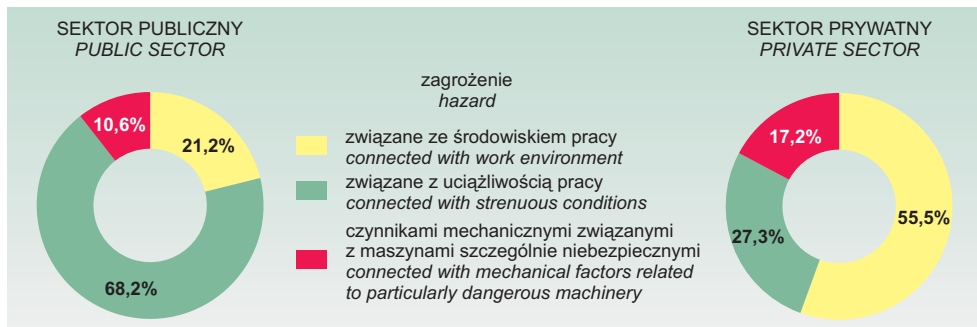 SEKTOR PUBLICZNY
PUBLIC SECTOR
10,6%
21,2%
68,2%
zagrożenie
hazard
związane ze środowiskiem pracy
connected with work environment
związane z uciążliwością pracy
connected with strenuous conditions
czynnikami mechanicznymi związanymi
z maszynami szczególnie niebezpiecznymi
connected with mechanical factors related
to particularly dangerous machinery
SEKTOR PRYWATNY
PRIVATE SECTOR
17,2%
55,5%
27,3%